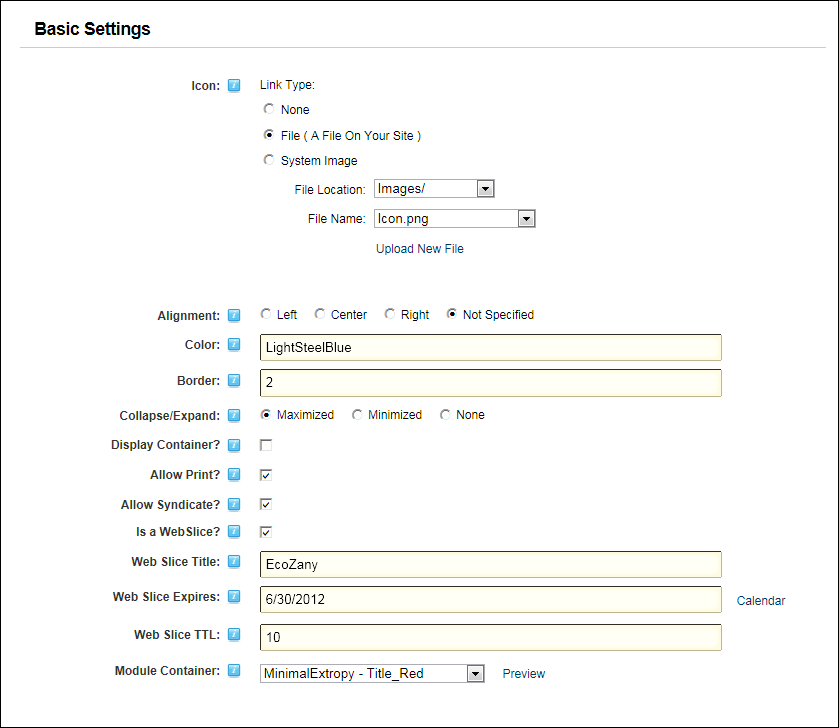 Basic Settings
Icon: Link Type:
None
File ( A File On Your Site )
System Image
File Location: Images/
File Name: Icon.png
Upload New File
Alignment: Left Center Right Not Specified
Color: LightSteelBlue
Border: 2
Collapse/Expand: Maximized Minimized None
Display Container?
Allow Print?
Allow Syndicate?
Is a WebSlice?
Web Slice Title: EcoZany
Web Slice Expires: 6/30/2012 Calendar
Web Slice TTL: 10
Module Container: MinimalExtropy - Title_Red Preview